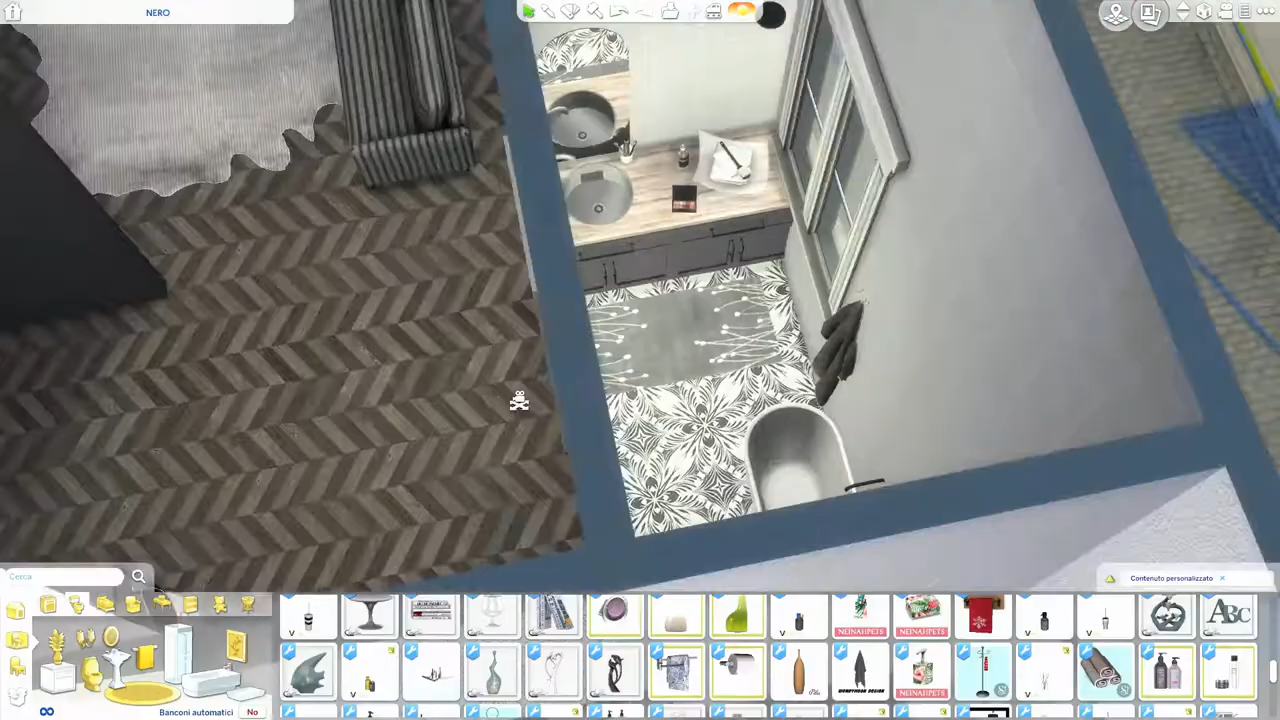 NERO
Cerca
Contenuto personalizzato
V
V
NEINAHPETS
NEINAHPETS
V
V
ABC
V
NEINAHPETS
Banconi automatici
No